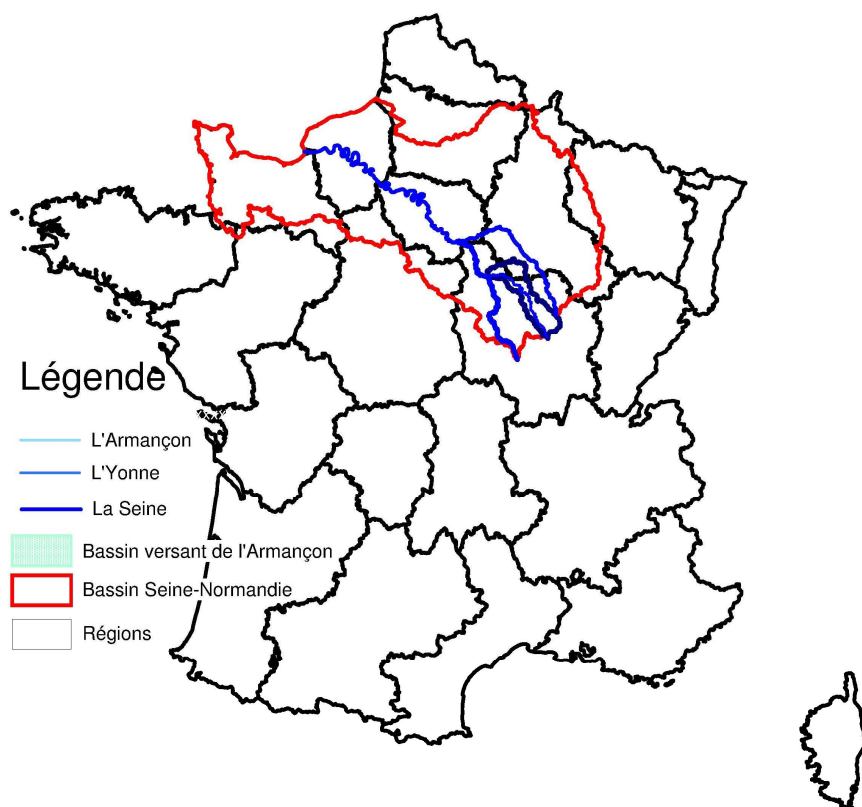 Légende
L'Armançon
L'Yonne
La Seine
Bassin versant de l'Armançon
Bassin Seine-Normandie
Régions